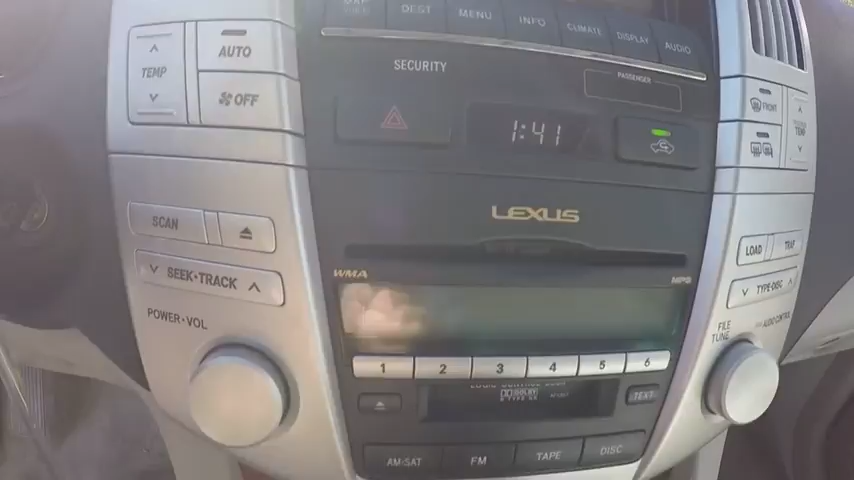 DEST
MENU
INFO
CLIMATE
DISPLAY
AUDIO
AUTO
TEMP
SECURITY
PASSENGER
OFF
FRONT
TEMP
1:41
LEXUS
SCAN
LOAD
SEEK•TRACK
TYPE•DISC
WMA
MP3
POWER•VOL
FILE
TUNE
AUDIO CONTROL
1 2 3 4 5 6
DOLBY
TEXT
AM•SAT
FM
TAPE
DISC